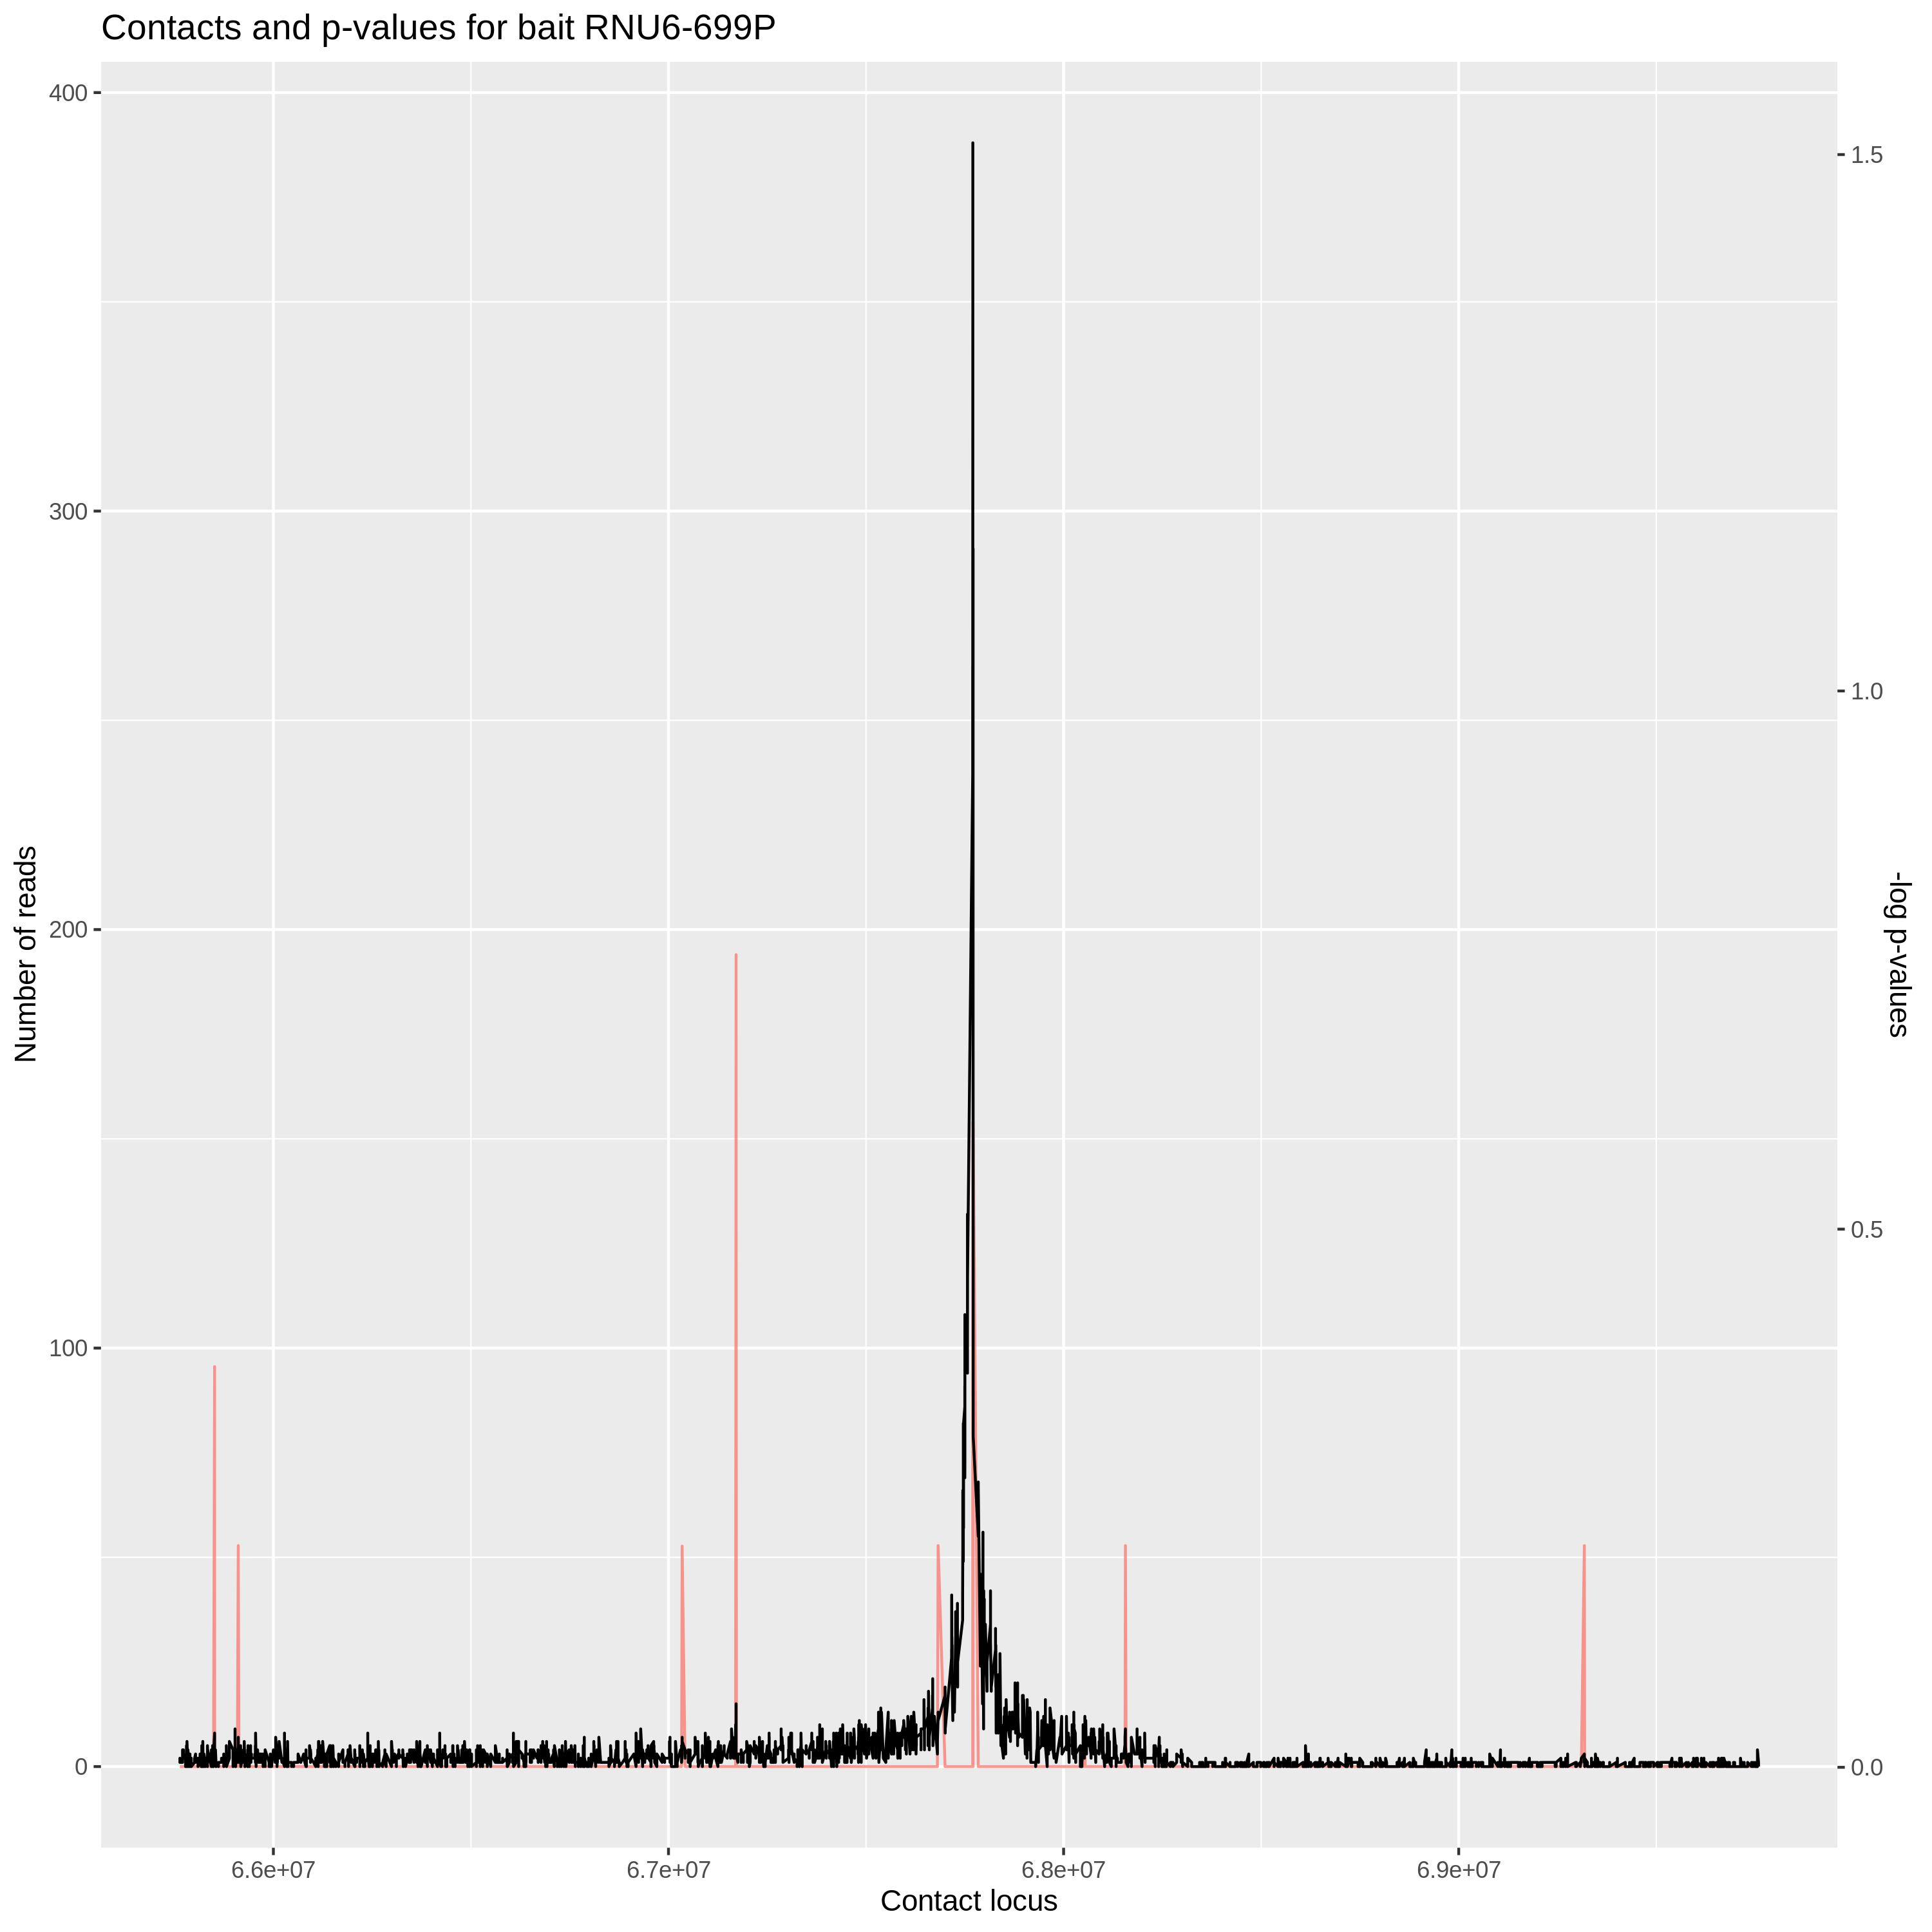 Contacts and p-values for bait RNU6-699P
400
300
200
100
0
1.5
1.0
0.5
0.0
Number of reads
-log p-values
6.6e+07 6.7e+07 6.8e+07 6.9e+07
Contact locus